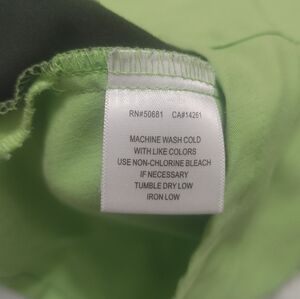 RN#50681 CA#14261
MACHINE WASH COLD
WITH LIKE COLORS
USE NON-CHLORINE BLEACH
IF NECESSARY
TUMBLE DRY LOW
IRON LOW